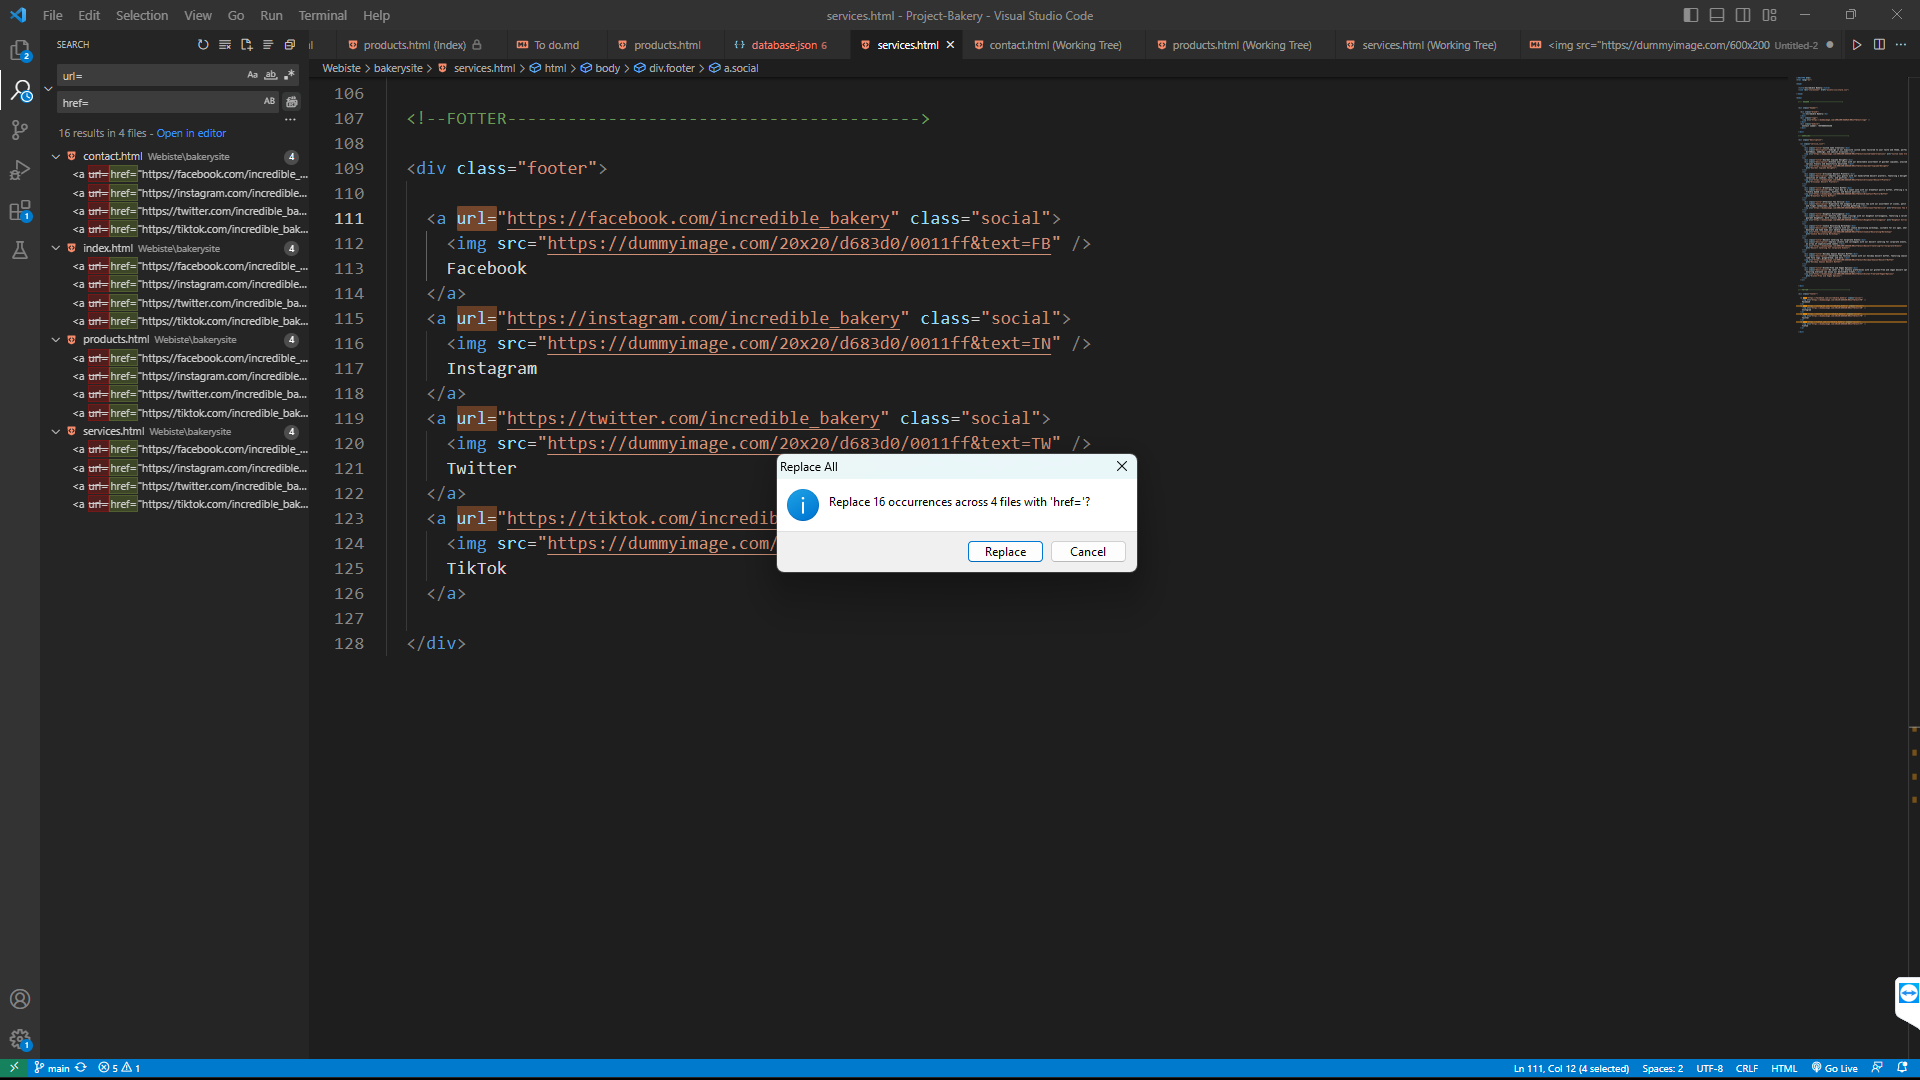 File Edit Selection View Go Run Terminal Help
services.html - Project-Bakery - Visual Studio Code
SEARCH
products.html (Index)
To do.md
products.html
database.json 6
services.html
contact.html (Working Tree)
products.html (Working Tree)
services.html (Working Tree)
<img src="https://dummyimage.com/600x200 Untitled-2
Webiste > bakerysite > services.html > html > body > div.footer > a.social
url=
Aa ab .*
href=
AB
...
16 results in 4 files - Open in editor
contact.html Webiste\bakerysite 4
<a url=href="https://facebook.com/incredible_...
<a url=href="https://instagram.com/incredible...
<a url=href="https://twitter.com/incredible_ba...
<a url=href="https://tiktok.com/incredible_bak...
index.html Webiste\bakerysite 4
<a url=href="https://facebook.com/incredible_...
<a url=href="https://instagram.com/incredible...
<a url=href="https://twitter.com/incredible_ba...
<a url=href="https://tiktok.com/incredible_bak...
products.html Webiste\bakerysite 4
<a url=href="https://facebook.com/incredible_...
<a url=href="https://instagram.com/incredible...
<a url=href="https://twitter.com/incredible_ba...
<a url=href="https://tiktok.com/incredible_bak...
services.html Webiste\bakerysite 4
<a url=href="https://facebook.com/incredible_...
<a url=href="https://instagram.com/incredible...
<a url=href="https://twitter.com/incredible_ba...
<a url=href="https://tiktok.com/incredible_bak...
106
107 <!--FOTTER----------------------------------------->
108
109 <div class="footer">
110
111 <a url="https://facebook.com/incredible_bakery" class="social">
112 <img src="https://dummyimage.com/20x20/d683d0/0011ff&text=FB" />
113 Facebook
114 </a>
115 <a url="https://instagram.com/incredible_bakery" class="social">
116 <img src="https://dummyimage.com/20x20/d683d0/0011ff&text=IN" />
117 Instagram
118 </a>
119 <a url="https://twitter.com/incredible_bakery" class="social">
120 <img src="https://dummyimage.com/20x20/d683d0/0011ff&text=TW" />
121 Twitter
122 </a>
123 <a url="https://tiktok.com/incredib
124 <img src="https://dummyimage.com/
125 TikTok
126 </a>
127
128 </div>
Replace All
Replace 16 occurrences across 4 files with 'href='?
Replace Cancel
2
1
1
main 5 1
Ln 111, Col 12 (4 selected) Spaces: 2 UTF-8 CRLF HTML Go Live